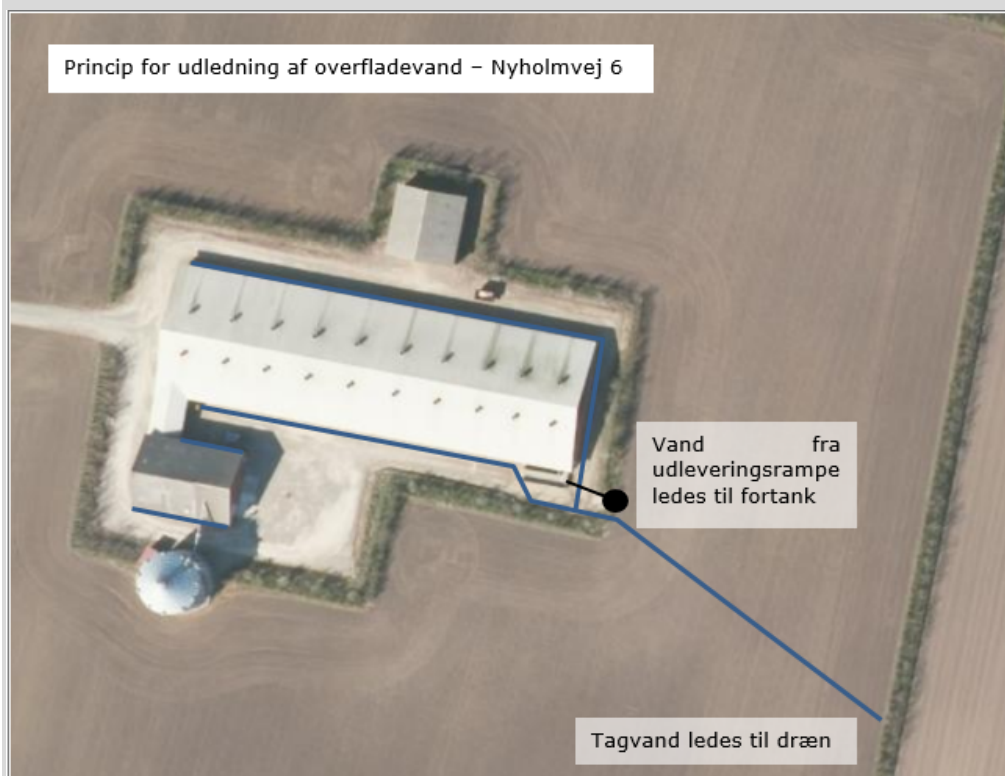 Princip for udledning af overfladevand – Nyholmvej 6
Vand fra
udleveringsrampe
ledes til fortank
Tagvand ledes til dræn